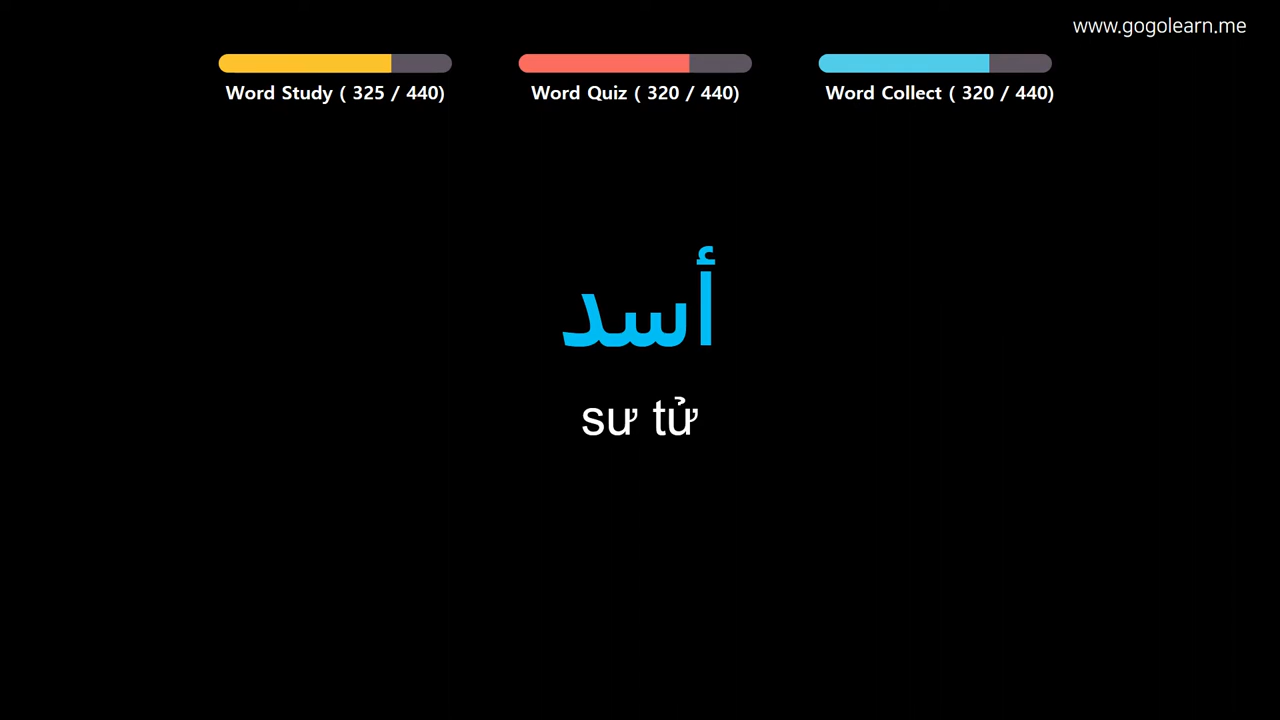 www.gogolearn.me
Word Study ( 325 / 440)
Word Quiz ( 320 / 440)
Word Collect ( 320 / 440)
أسد
sư tử